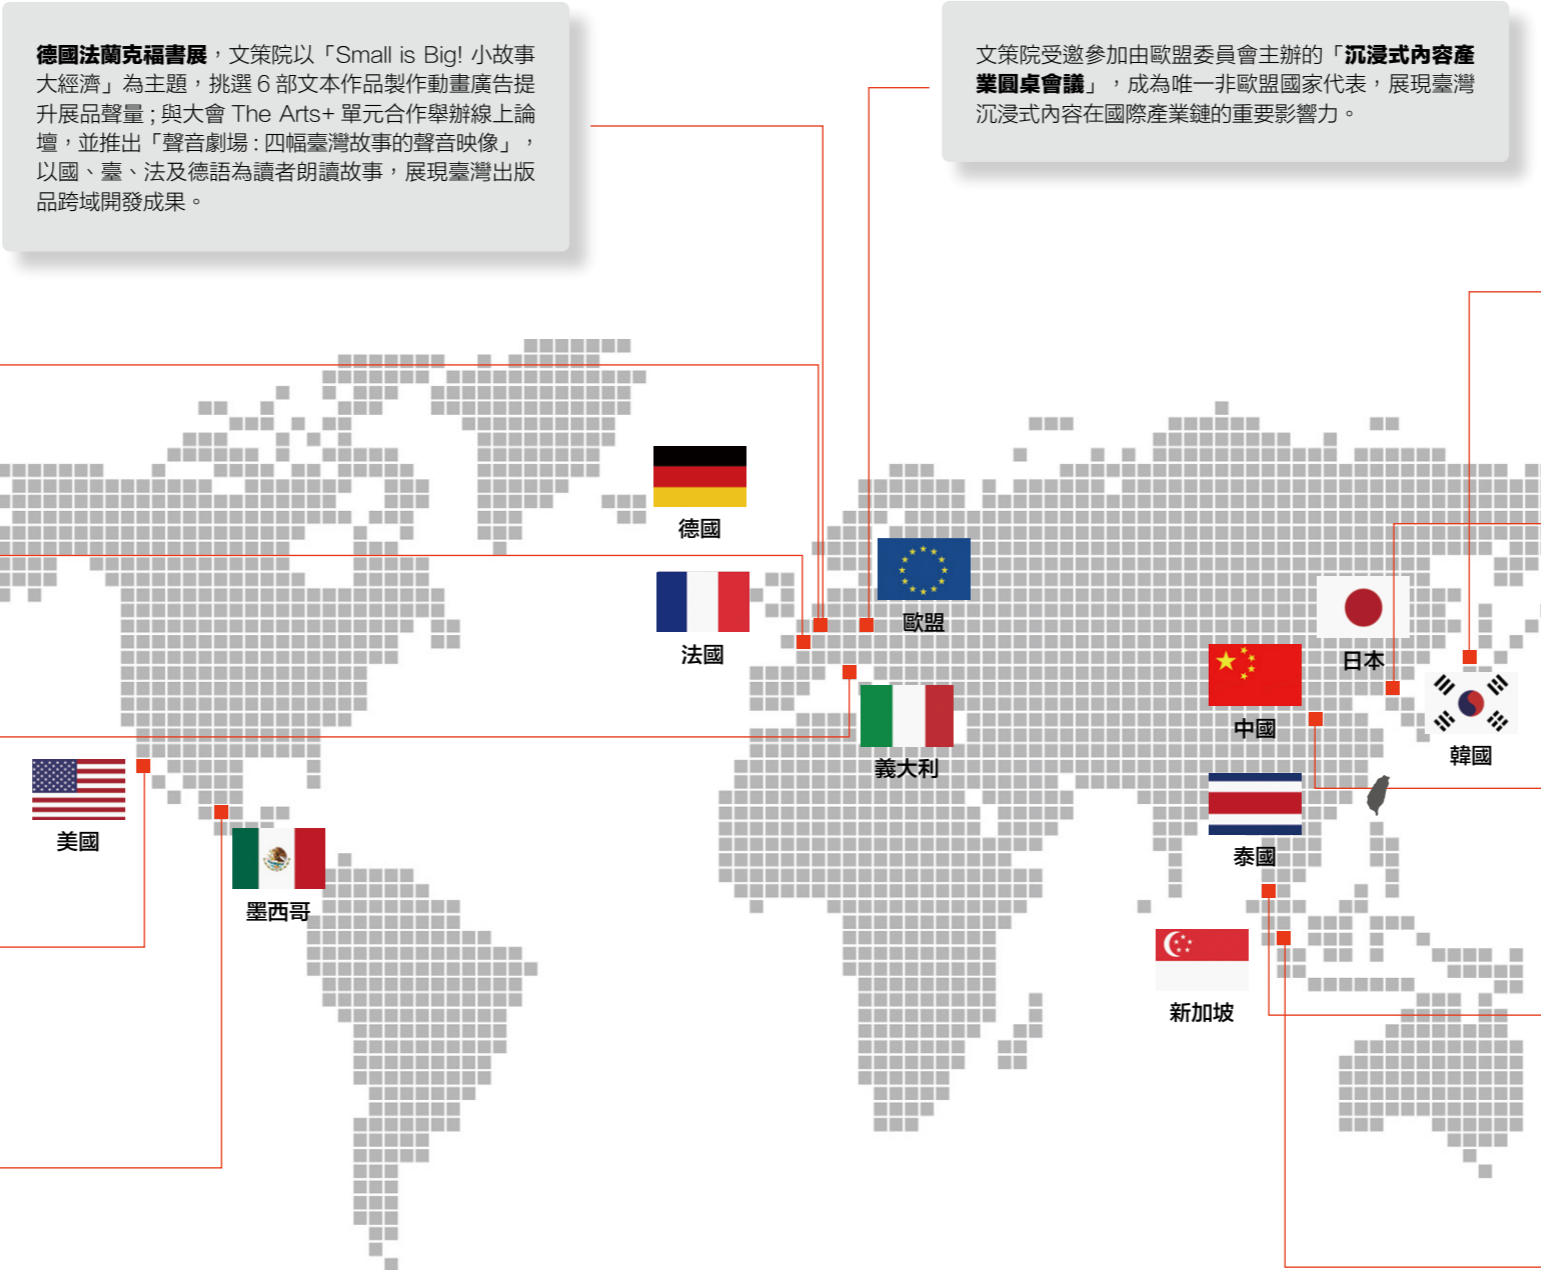 德國法蘭克福書展，文策院以「Small is Big! 小故事
大經濟」為主題，挑選 6 部文本作品製作動畫廣告提
升展品聲量 ; 與大會 The Arts+ 單元合作舉辦線上論
壇，並推出「聲音劇場 : 四幅臺灣故事的聲音映像」，
以國、臺、法及德語為讀者朗讀故事，展現臺灣出版
品跨域開發成果。
文策院受邀參加由歐盟委員會主辦的「沉浸式內容產
業圓桌會議」，成為唯一非歐盟國家代表，展現臺灣
沉浸式內容在國際產業鏈的重要影響力。
德國
歐盟
法國
日本
中國
韓國
義大利
美國
泰國
墨西哥
新加坡